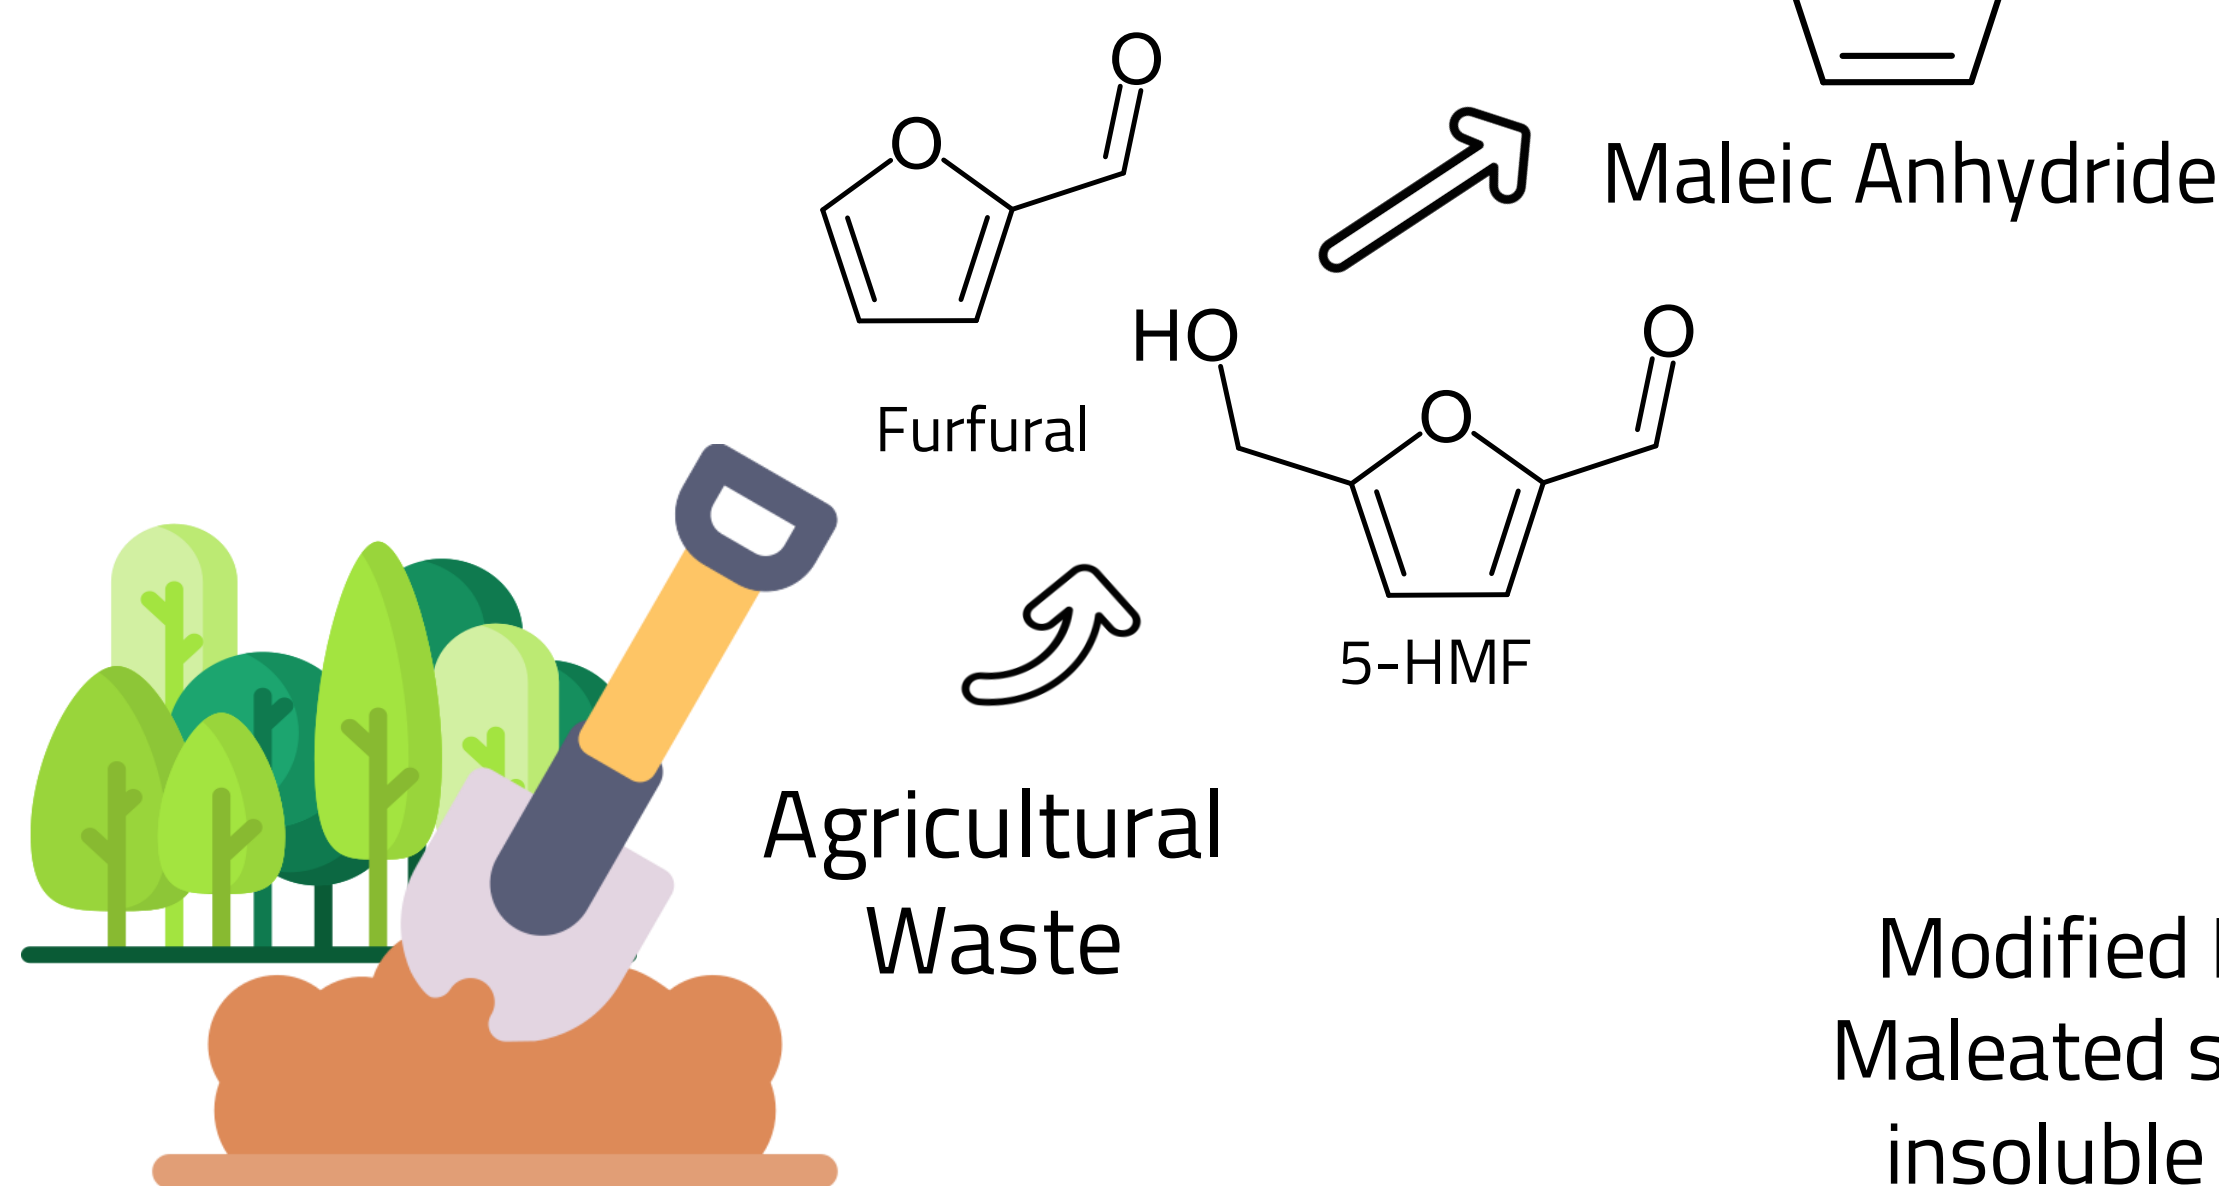 O
O
Maleic Anhydride
HO
O
O
Furfural
5-HMF
Agricultural
Waste
Modified
Maleated s
insoluble